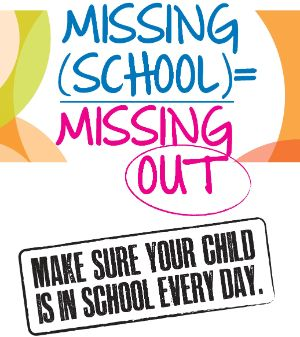 MISSING
(SCHOOL)=
MISSING
OUT
MAKE SURE YOUR CHILD
IS IN SCHOOL EVERY DAY.